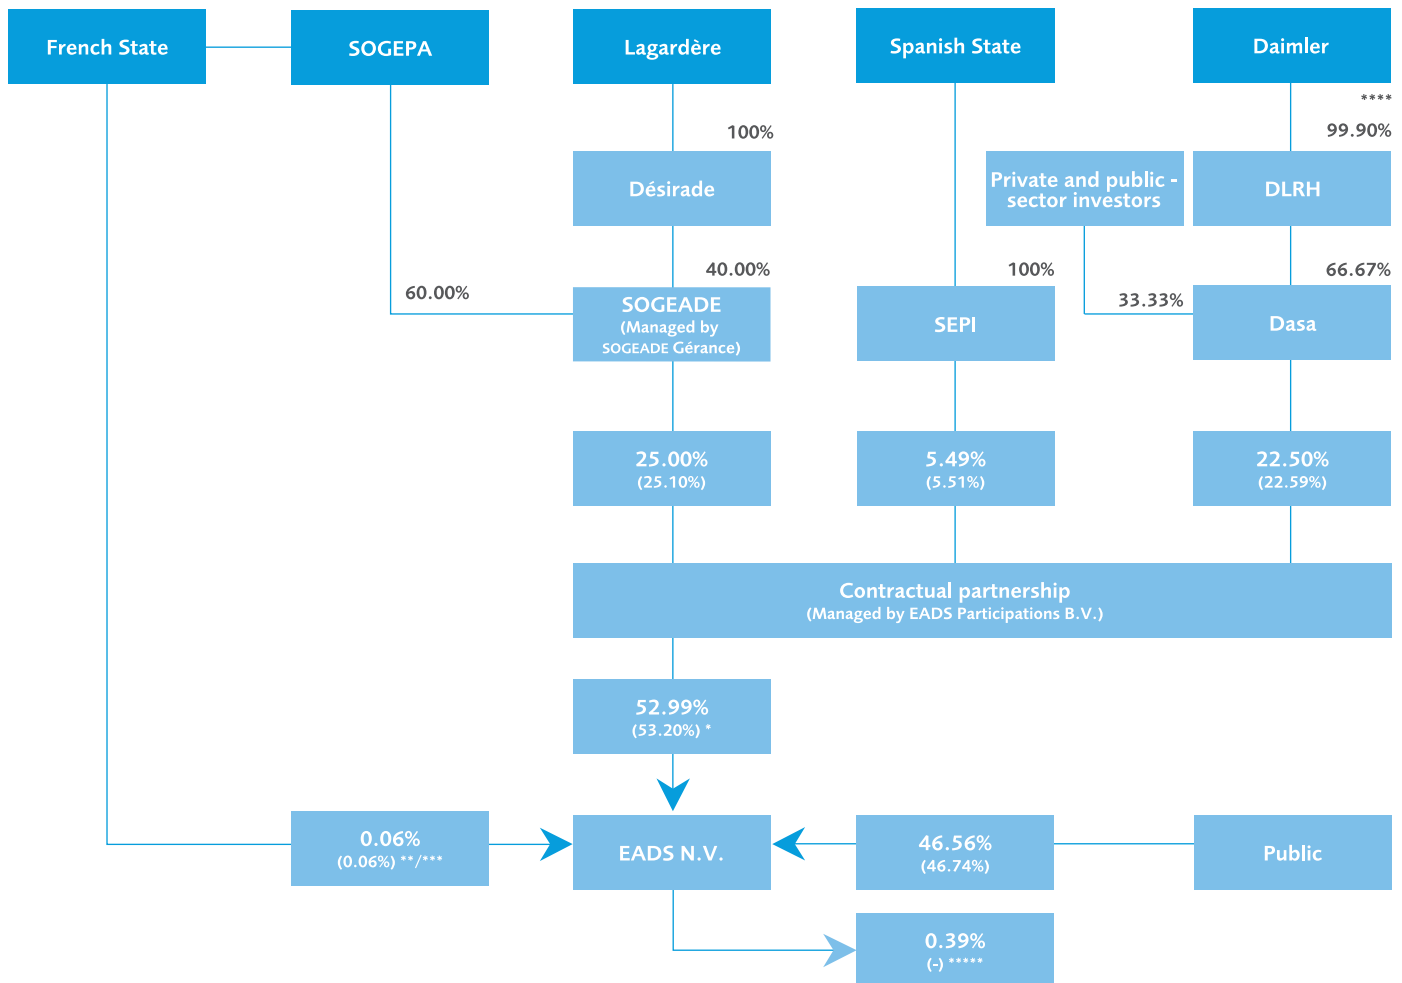 French State
SOGEPA
Lagardère
Spanish State
Daimler
****
100%
99.90%
Désirade
Private and public -
sector investors
DLRH
40.00%
100%
66.67%
60.00%
33.33%
SOGEADE
(Managed by
SOGEADE Gérance)
SEPI
Dasa
25.00%
(25.10%)
5.49%
(5.51%)
22.50%
(22.59%)
Contractual partnership
(Managed by EADS Participations B.V.)
52.99%
(53.20%) *
0.06%
(0.06%) **/***
EADS N.V.
46.56%
(46.74%)
Public
0.39%
(-) *****